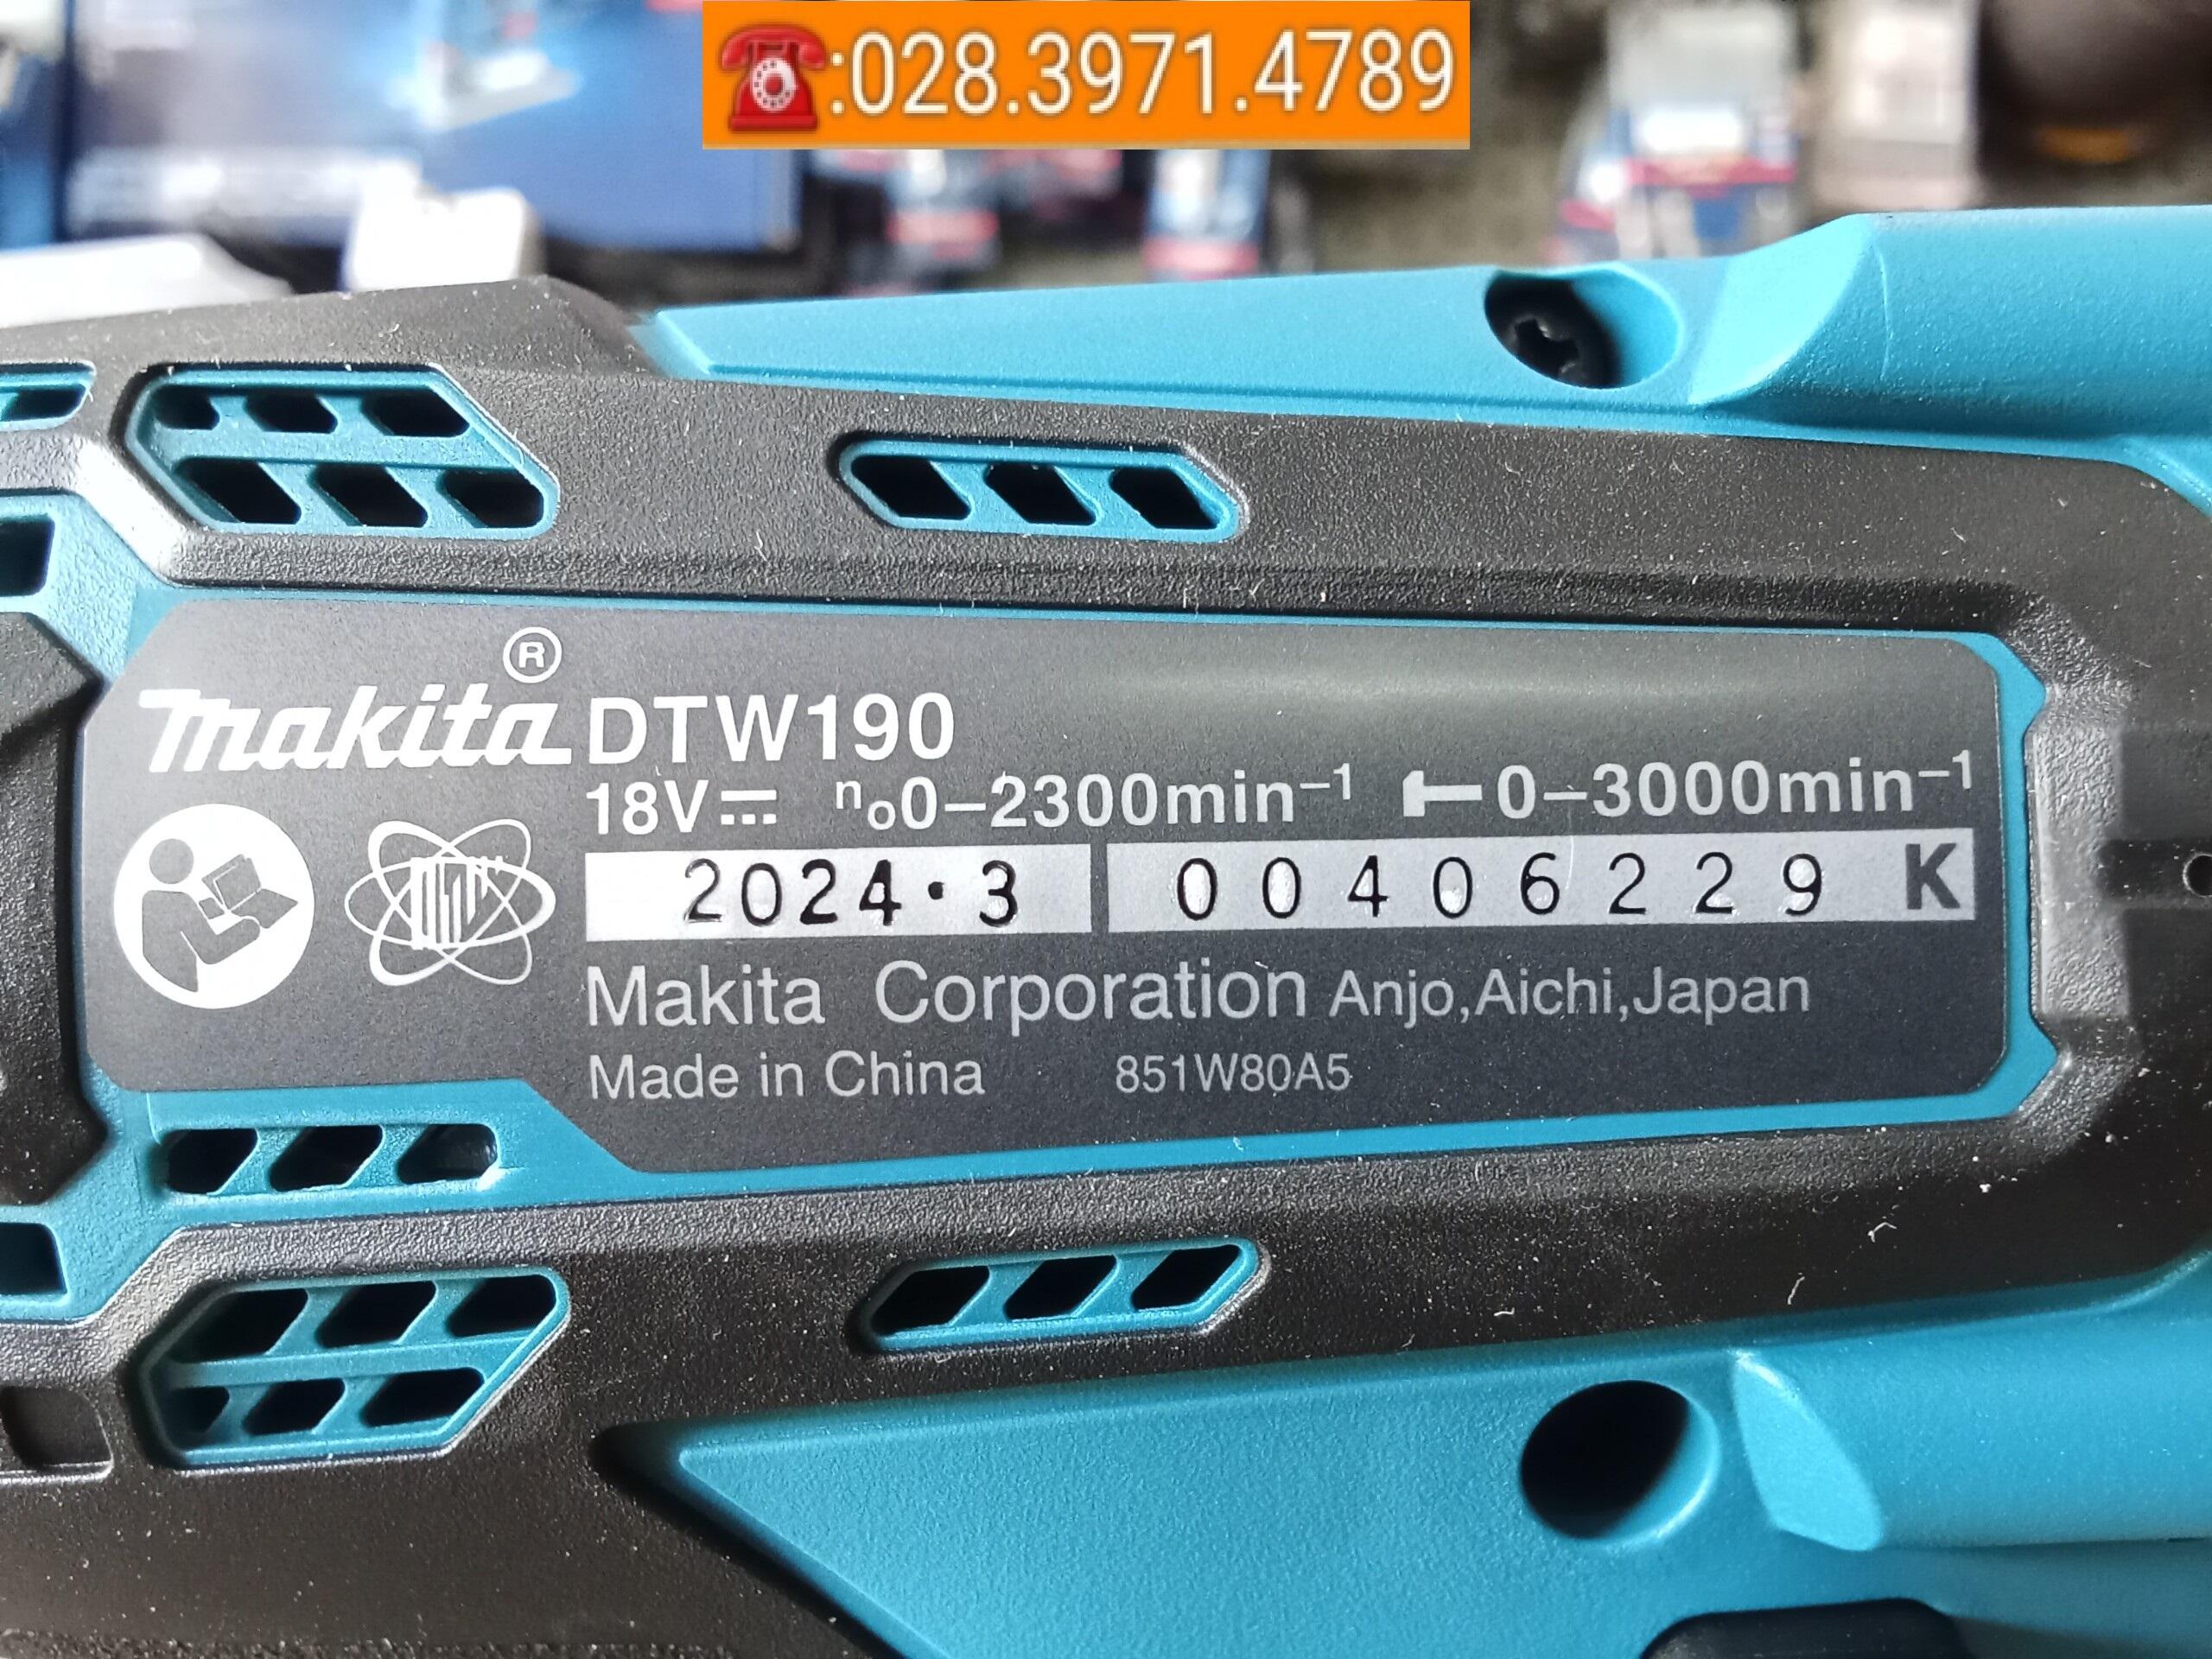 ☎:028.3971.4789
makita® DTW190
18V⎓ n₀0–2300min⁻¹ 0–3000min⁻¹
2024・3 00406229 K
Makita Corporation Anjo,Aichi,Japan
Made in China 851W80A5